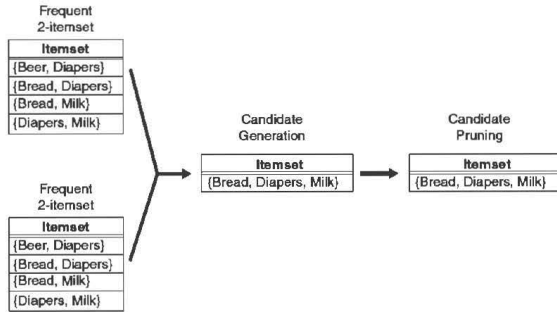 Frequent
2-itemset
Itemset
{Beer, Diapers}
{Bread, Diapers}
{Bread, Milk}
{Diapers, Milk}
Candidate
Generation
Itemset
{Bread, Diapers, Milk}
Candidate
Pruning
Itemset
{Bread, Diapers, Milk}
Frequent
2-itemset
Itemset
{Beer, Diapers}
{Bread, Diapers}
{Bread, Milk}
{Diapers, Milk}